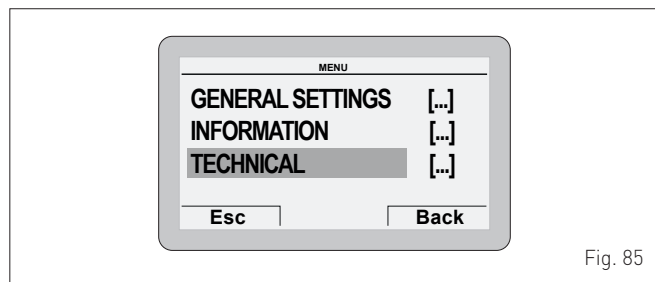 MENU
GENERAL SETTINGS [...]
INFORMATION [...]
TECHNICAL [...]
Esc Back
Fig. 85